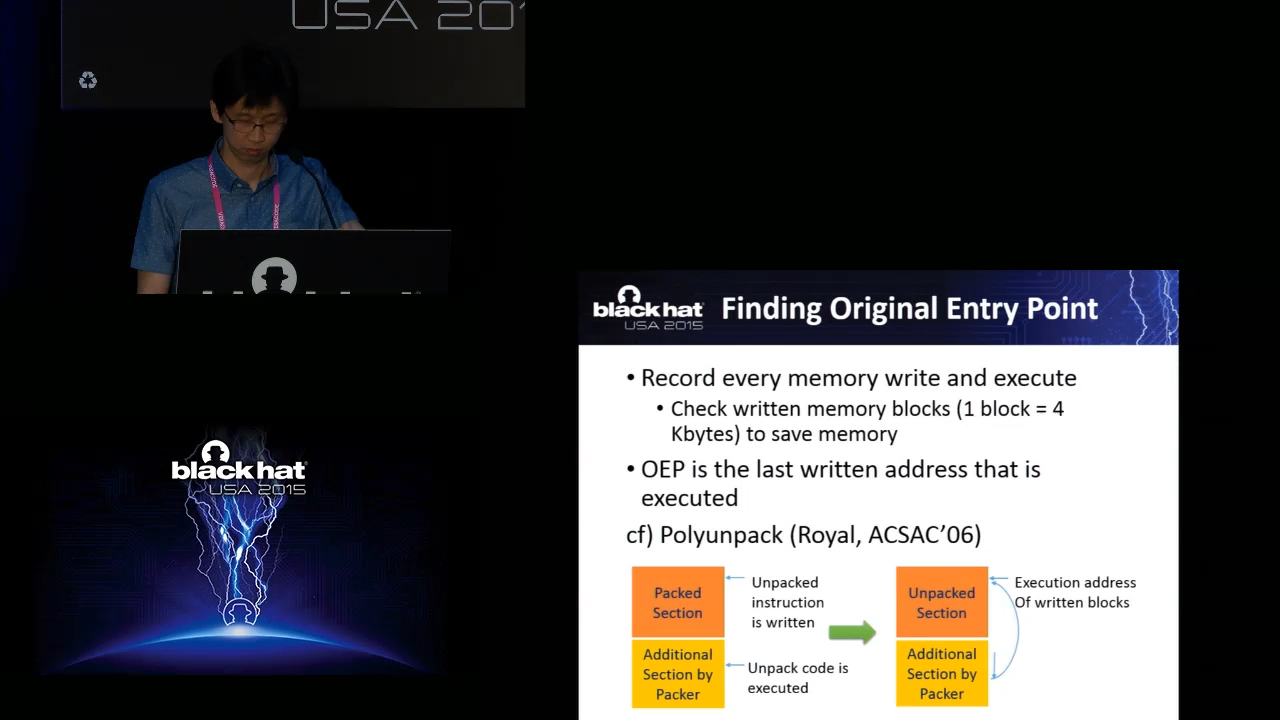 USA 201
black hat
USA 2015
Finding Original Entry Point
• Record every memory write and execute
• Check written memory blocks (1 block = 4
Kbytes) to save memory
• OEP is the last written address that is
executed
cf) Polyunpack (Royal, ACSAC’06)
Packed
Section
Unpacked
instruction
is written
Additional
Section by
Packer
Unpack code is
executed
Unpacked
Section
Execution address
Of written blocks
Additional
Section by
Packer
black hat
USA 2015